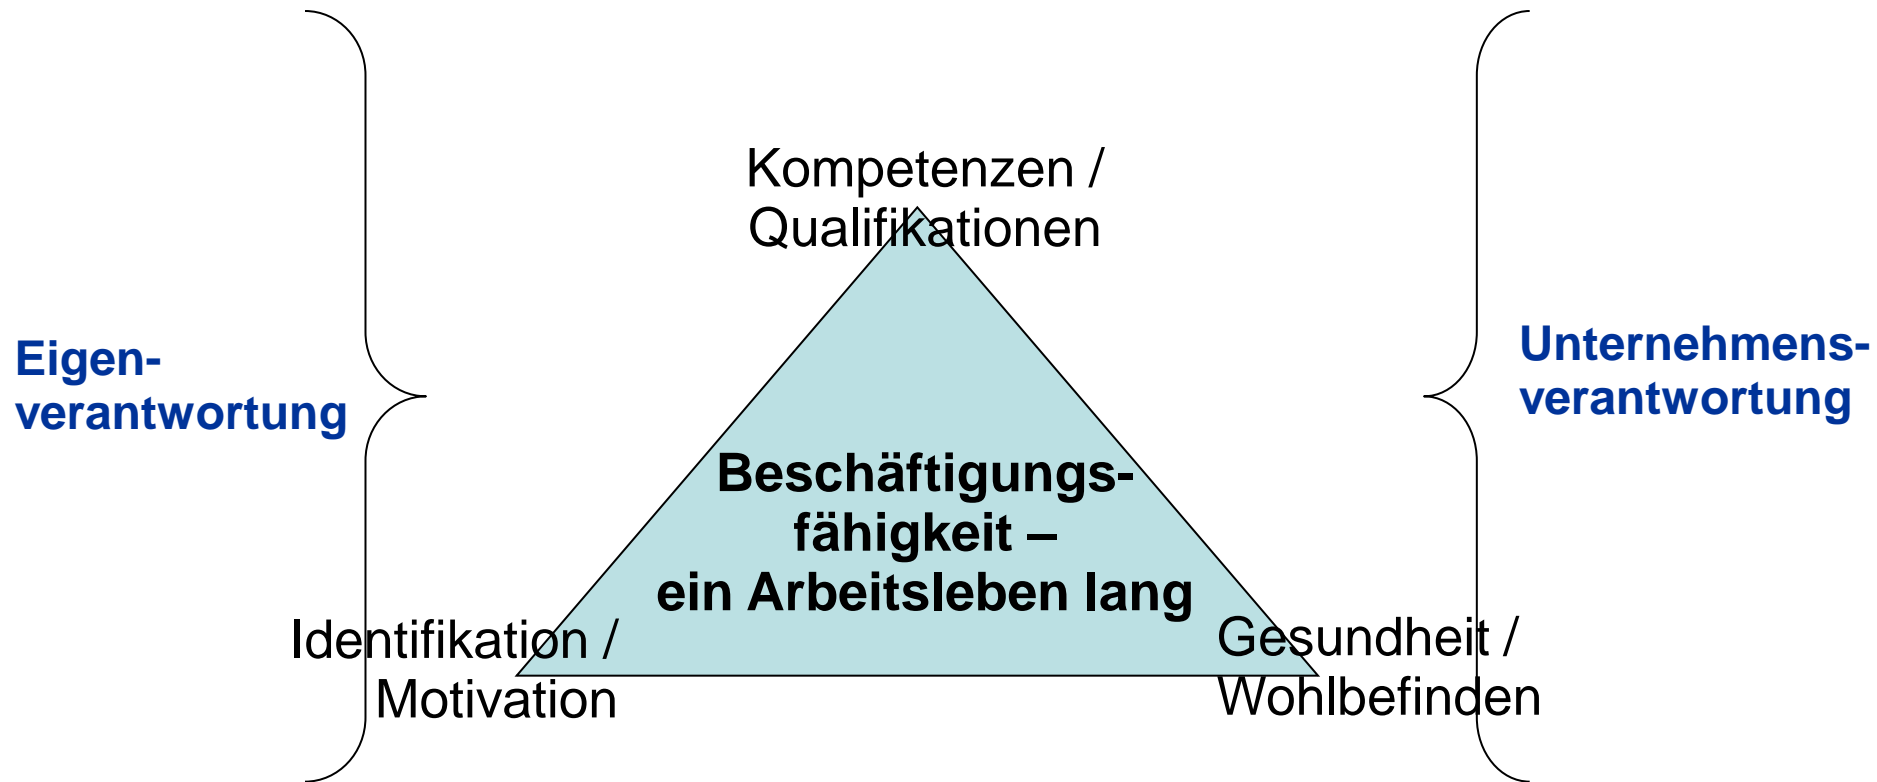 Kompetenzen /
Qualifikationen
Eigen-
verantwortung
Unternehmens-
verantwortung
Beschäftigungs-
fähigkeit –
ein Arbeitsleben lang
Identifikation /
Motivation
Gesundheit /
Wohlbefinden